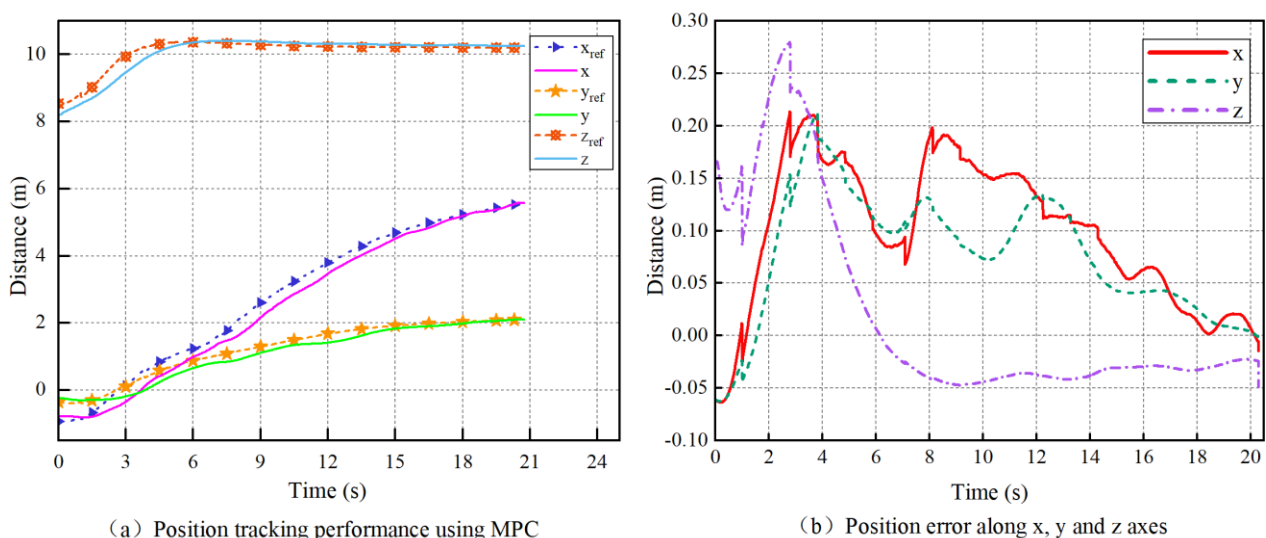 10
8
6
4
2
0
0 3 6 9 12 15 18 21 24
Distance (m)
Time (s)
xref
x
yref
y
zref
z
(a) Position tracking performance using MPC
0.30
0.25
0.20
0.15
0.10
0.05
0.00
-0.05
-0.10
0 2 4 6 8 10 12 14 16 18 20
Distance (m)
Time (s)
x
y
z
(b) Position error along x, y and z axes